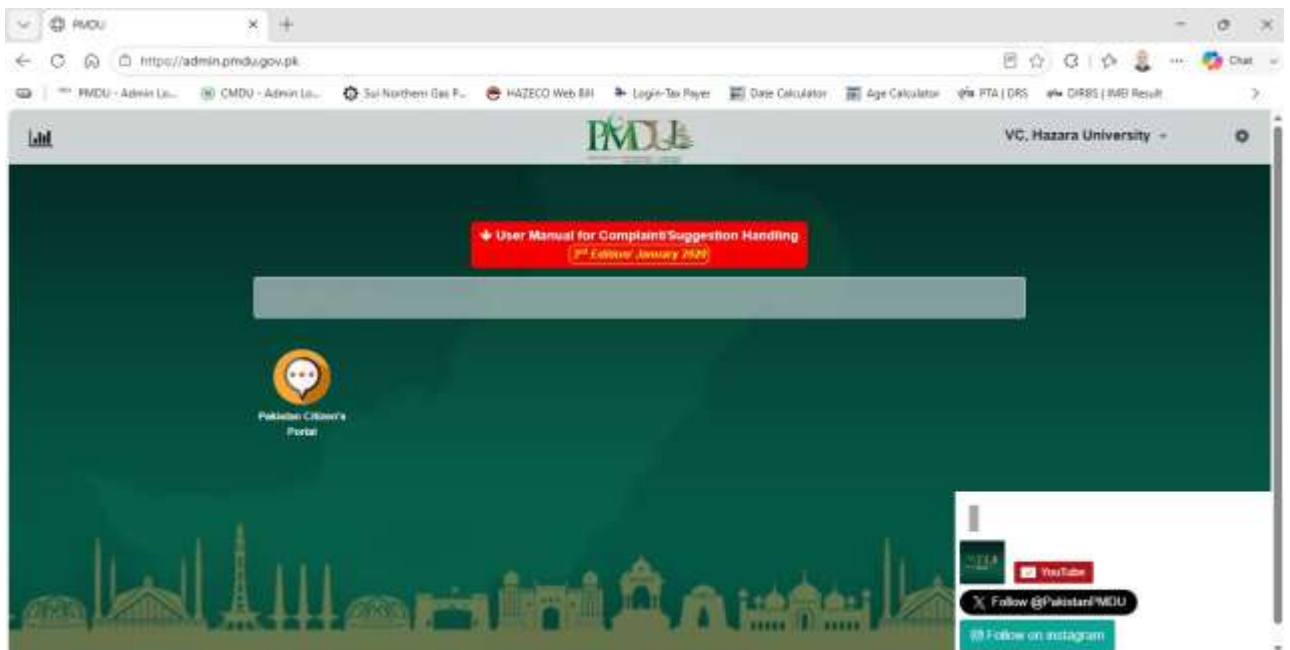 PMDU
https://admin.pmdu.gov.pk
Chat
PMDU - Admin Lo...
CMDU - Admin Lo...
Sui Northern Gas P...
HAZECO Web Bill
Login-Tax Payer
Date Calculator
Age Calculator
PTA | DRS
DIRBS | IMEI Result
PMDU
VC, Hazara University
User Manual for Complaint/Suggestion Handling
Edition/ January 2020
Pakistan Citizen's
Portal
YouTube
Follow @PakistanPMDU
Follow on instagram